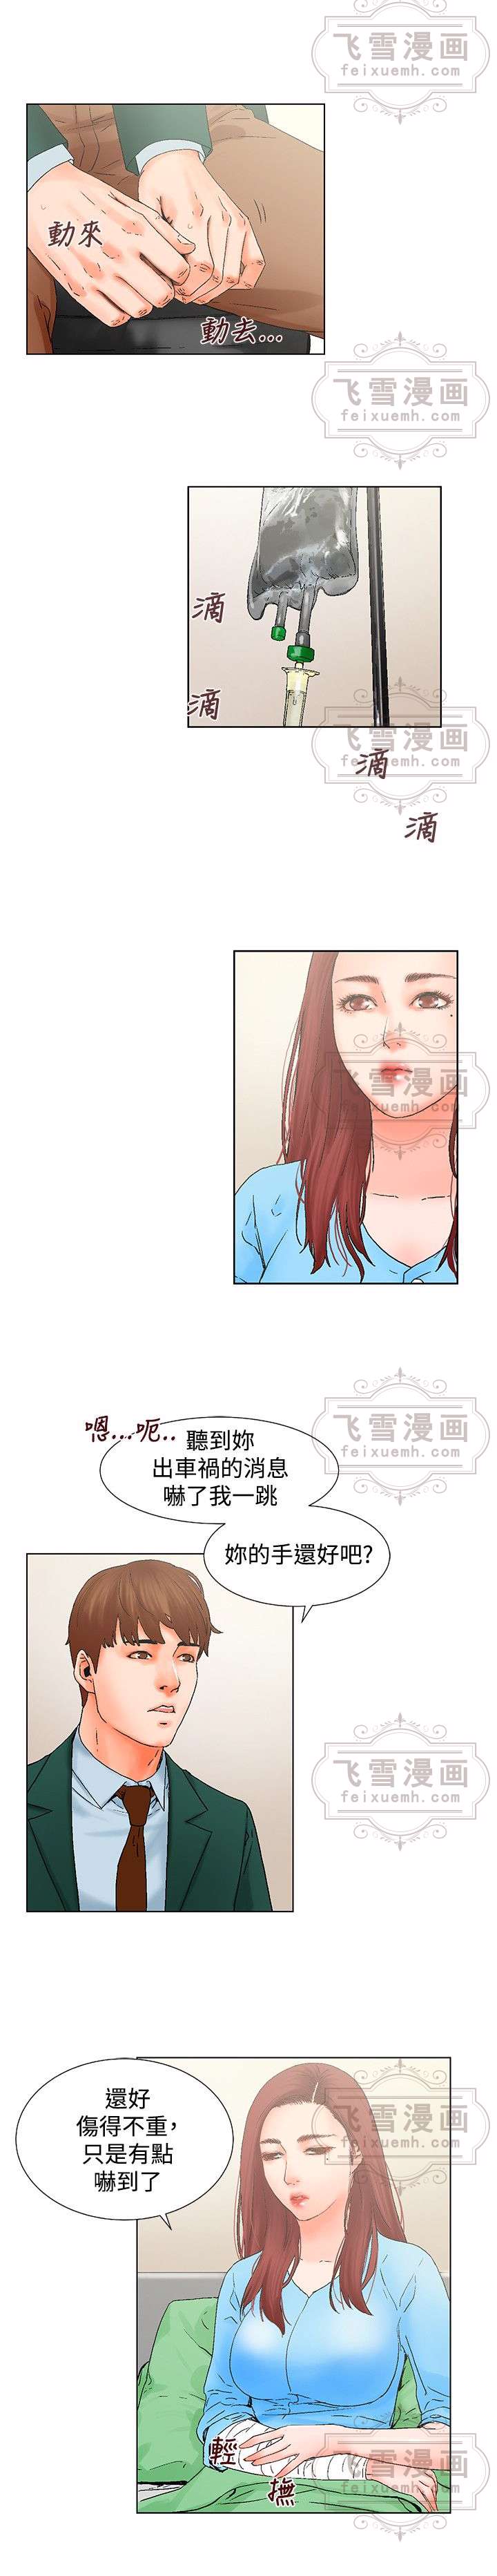 飞雪漫画
feixuemh.com
動來
動去...
飞雪漫画
feixuemh.com
滴
滴
飞雪漫画
feixuemh.com
滴
滴
飞雪漫画
feixuemh.com
飞雪漫画
feixuemh.com
嗯...呃..
聽到妳
出車禍的消息
嚇了我一跳
妳的手還好吧?
飞雪漫画
feixuemh.com
還好
傷得不重,
只是有點
嚇到了
飞雪漫画
feixuemh.com
輕
撫
飞雪漫画
feixuemh.com